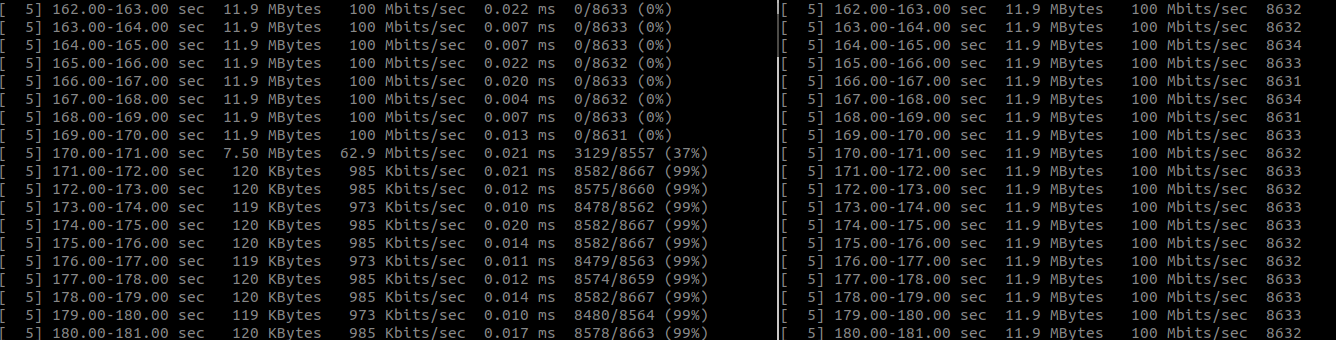 [  5] 162.00-163.00 sec  11.9 MBytes   100 Mbits/sec  0.022 ms  0/8633 (0%)
[  5] 163.00-164.00 sec  11.9 MBytes   100 Mbits/sec  0.007 ms  0/8633 (0%)
[  5] 164.00-165.00 sec  11.9 MBytes   100 Mbits/sec  0.007 ms  0/8633 (0%)
[  5] 165.00-166.00 sec  11.9 MBytes   100 Mbits/sec  0.022 ms  0/8632 (0%)
[  5] 166.00-167.00 sec  11.9 MBytes   100 Mbits/sec  0.020 ms  0/8633 (0%)
[  5] 167.00-168.00 sec  11.9 MBytes   100 Mbits/sec  0.004 ms  0/8632 (0%)
[  5] 168.00-169.00 sec  11.9 MBytes   100 Mbits/sec  0.007 ms  0/8633 (0%)
[  5] 169.00-170.00 sec  11.9 MBytes   100 Mbits/sec  0.013 ms  0/8631 (0%)
[  5] 170.00-171.00 sec  7.50 MBytes  62.9 Mbits/sec  0.021 ms  3129/8557 (37%)
[  5] 171.00-172.00 sec   120 KBytes   985 Kbits/sec  0.021 ms  8582/8667 (99%)
[  5] 172.00-173.00 sec   120 KBytes   985 Kbits/sec  0.012 ms  8575/8660 (99%)
[  5] 173.00-174.00 sec   119 KBytes   973 Kbits/sec  0.010 ms  8478/8562 (99%)
[  5] 174.00-175.00 sec   120 KBytes   985 Kbits/sec  0.020 ms  8582/8667 (99%)
[  5] 175.00-176.00 sec   120 KBytes   985 Kbits/sec  0.014 ms  8582/8667 (99%)
[  5] 176.00-177.00 sec   119 KBytes   973 Kbits/sec  0.011 ms  8479/8563 (99%)
[  5] 177.00-178.00 sec   120 KBytes   985 Kbits/sec  0.012 ms  8574/8659 (99%)
[  5] 178.00-179.00 sec   120 KBytes   985 Kbits/sec  0.014 ms  8582/8667 (99%)
[  5] 179.00-180.00 sec   119 KBytes   973 Kbits/sec  0.010 ms  8480/8564 (99%)
[  5] 180.00-181.00 sec   120 KBytes   985 Kbits/sec  0.017 ms  8578/8663 (99%)
[  5] 162.00-163.00 sec  11.9 MBytes   100 Mbits/sec  8632
[  5] 163.00-164.00 sec  11.9 MBytes   100 Mbits/sec  8632
[  5] 164.00-165.00 sec  11.9 MBytes   100 Mbits/sec  8634
[  5] 165.00-166.00 sec  11.9 MBytes   100 Mbits/sec  8633
[  5] 166.00-167.00 sec  11.9 MBytes   100 Mbits/sec  8631
[  5] 167.00-168.00 sec  11.9 MBytes   100 Mbits/sec  8634
[  5] 168.00-169.00 sec  11.9 MBytes   100 Mbits/sec  8631
[  5] 169.00-170.00 sec  11.9 MBytes   100 Mbits/sec  8633
[  5] 170.00-171.00 sec  11.9 MBytes   100 Mbits/sec  8632
[  5] 171.00-172.00 sec  11.9 MBytes   100 Mbits/sec  8633
[  5] 172.00-173.00 sec  11.9 MBytes   100 Mbits/sec  8632
[  5] 173.00-174.00 sec  11.9 MBytes   100 Mbits/sec  8633
[  5] 174.00-175.00 sec  11.9 MBytes   100 Mbits/sec  8633
[  5] 175.00-176.00 sec  11.9 MBytes   100 Mbits/sec  8632
[  5] 176.00-177.00 sec  11.9 MBytes   100 Mbits/sec  8632
[  5] 177.00-178.00 sec  11.9 MBytes   100 Mbits/sec  8633
[  5] 178.00-179.00 sec  11.9 MBytes   100 Mbits/sec  8633
[  5] 179.00-180.00 sec  11.9 MBytes   100 Mbits/sec  8633
[  5] 180.00-181.00 sec  11.9 MBytes   100 Mbits/sec  8632